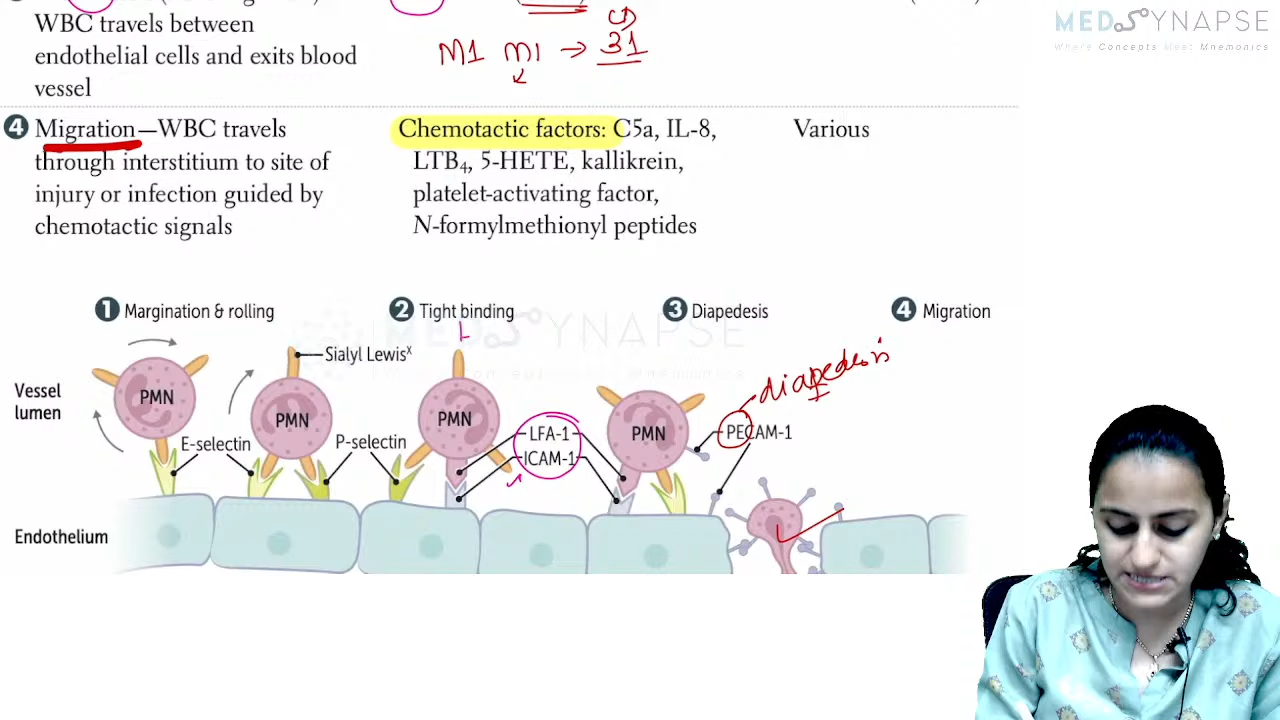 MEDSYNAPSE
Where Concepts Meet Mnemonics
WBC travels between
endothelial cells and exits blood
vessel
M1 M1 → 31
4 Migration—WBC travels
through interstitium to site of
injury or infection guided by
chemotactic signals
Chemotactic factors: C5a, IL-8,
LTB₄, 5-HETE, kallikrein,
platelet-activating factor,
N-formylmethionyl peptides
Various
1 Margination & rolling
2 Tight binding
3 Diapedesis
4 Migration
MEDSYNAPSE
Vessel
lumen
PMN
PMN
PMN
PMN
Sialyl Lewisˣ
L
E-selectin
P-selectin
LFA-1
ICAM-1
PECAM-1
diapedesis
Endothelium